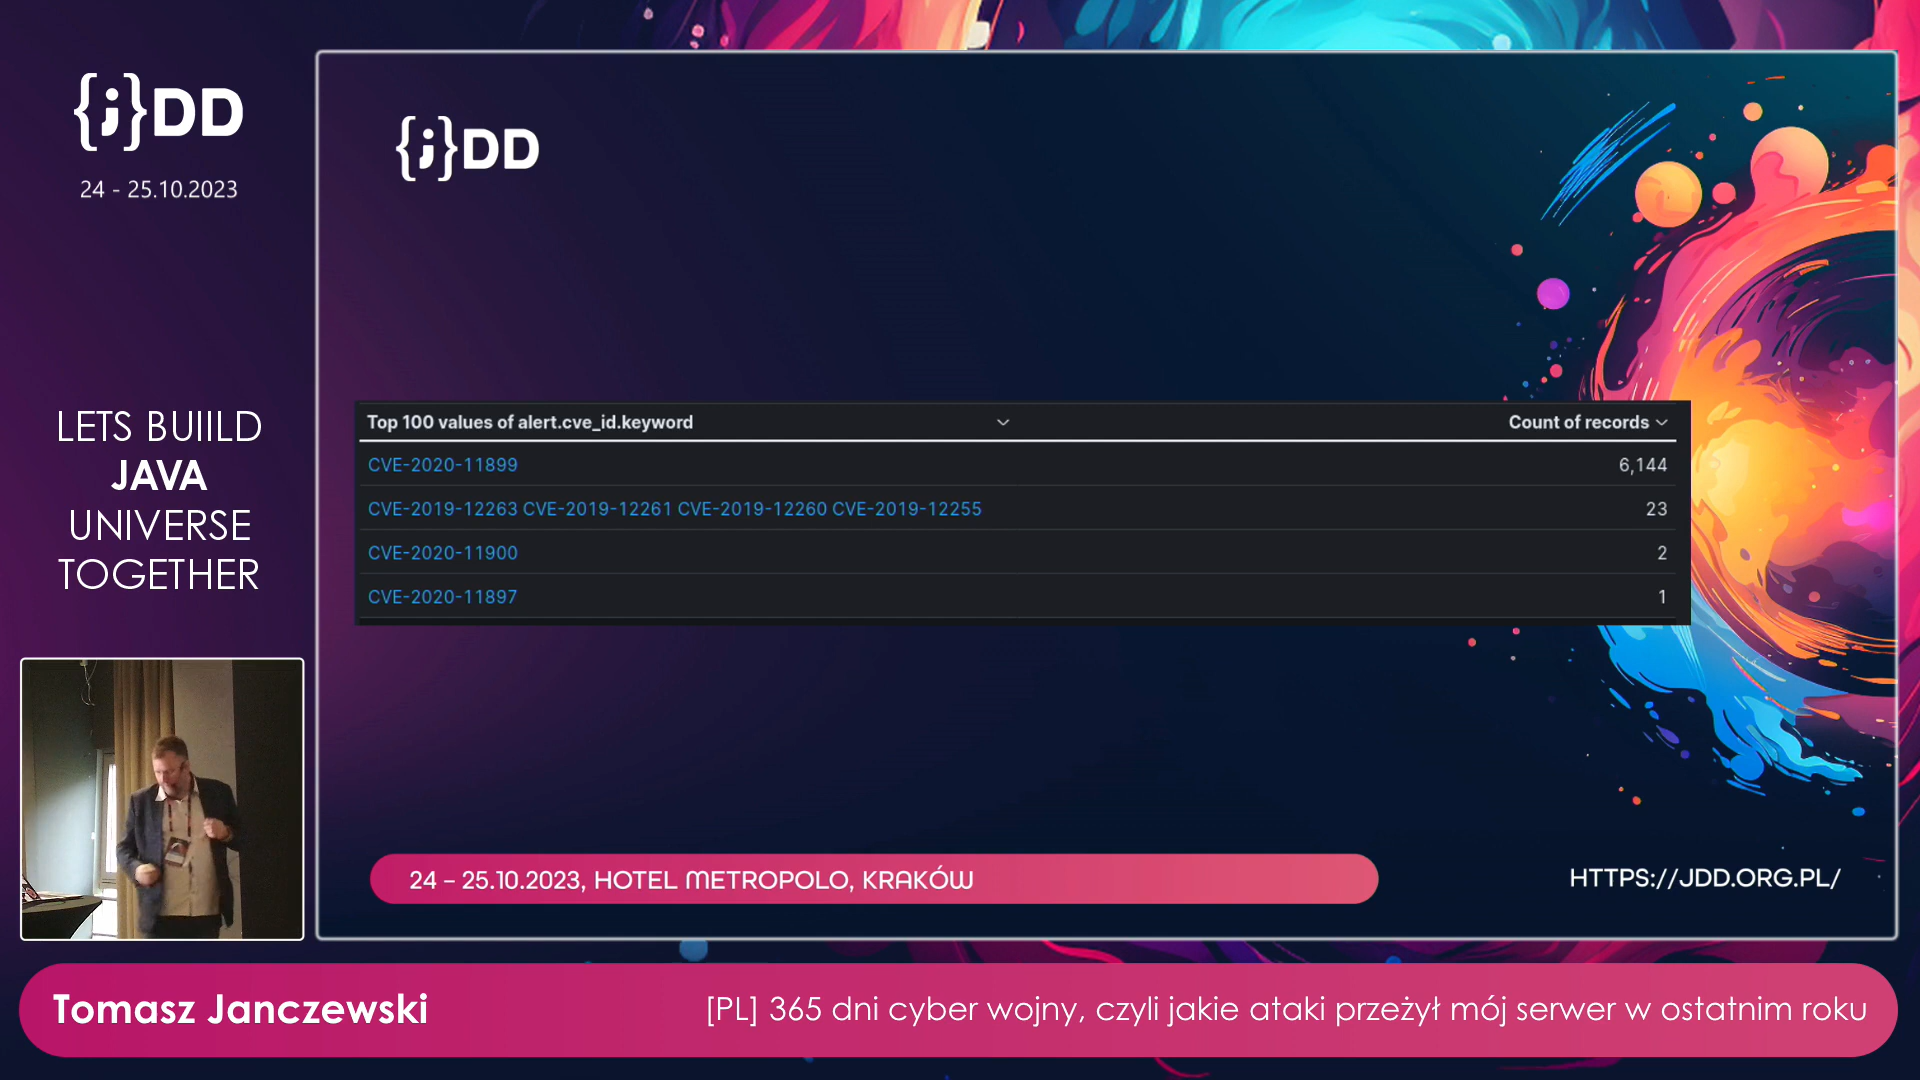 {;}DD
24 - 25.10.2023
LETS BUIILD
JAVA
UNIVERSE
TOGETHER
{;}DD
Top 100 values of alert.cve_id.keyword Count of records
CVE-2020-11899 6,144
CVE-2019-12263 CVE-2019-12261 CVE-2019-12260 CVE-2019-12255 23
CVE-2020-11900 2
CVE-2020-11897 1
24 – 25.10.2023, HOTEL METROPOLO, KRAKÓW
HTTPS://JDD.ORG.PL/
Tomasz Janczewski
[PL] 365 dni cyber wojny, czyli jakie ataki przeżył mój serwer w ostatnim roku